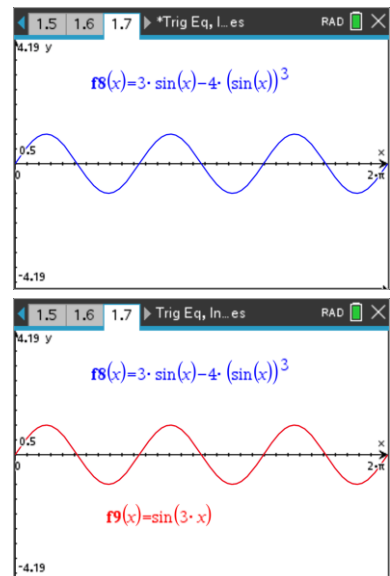 1.5 1.6 1.7 *Trig Eq, I...es RAD
4.19 y
f8(x)=3·sin(x)-4·(sin(x))³
0.5
x
0
2·π
-4.19
1.5 1.6 1.7 Trig Eq, In...es RAD
4.19 y
f8(x)=3·sin(x)-4·(sin(x))³
0.5
x
0
2·π
f9(x)=sin(3·x)
-4.19